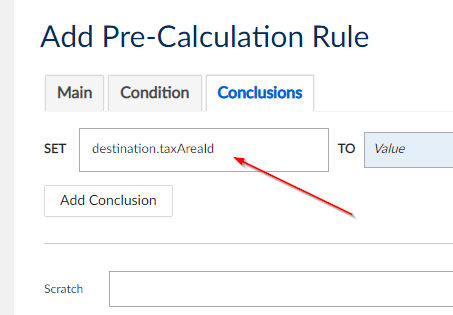 Add Pre-Calculation Rule
Main Condition Conclusions
SET destination.taxAreaId TO Value
Add Conclusion
Scratch